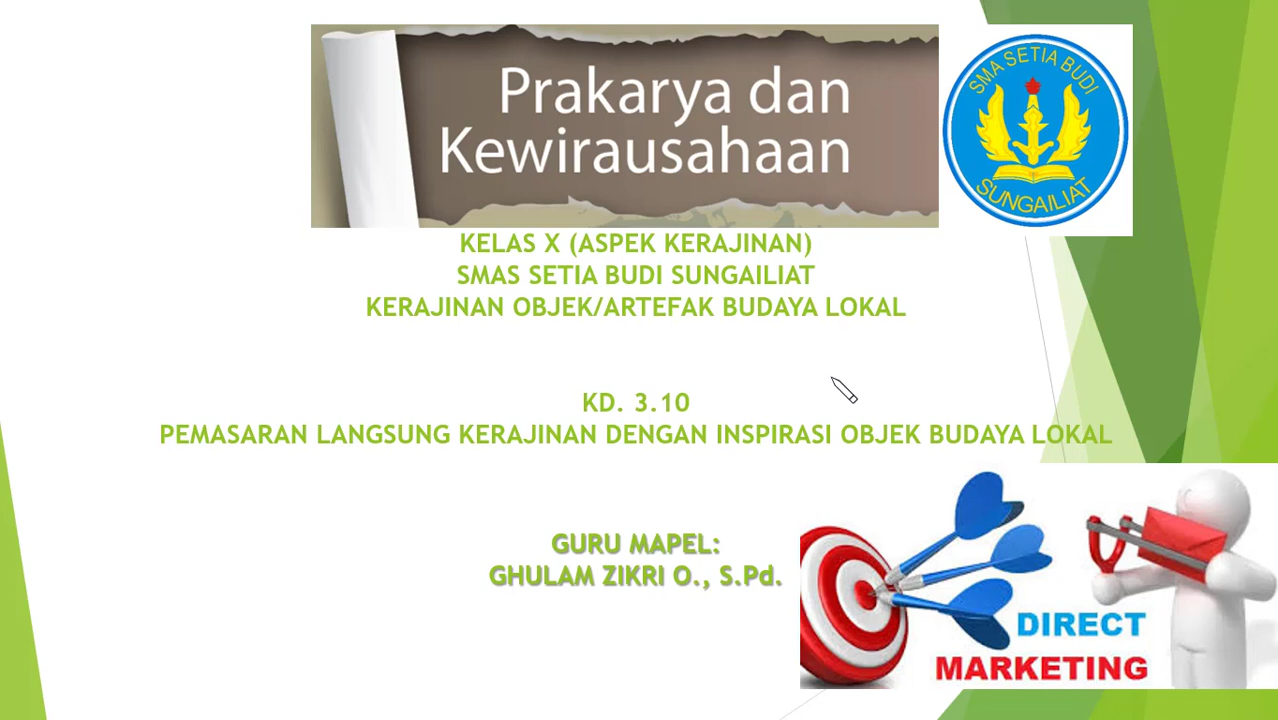 Prakarya dan
Kewirausahaan
SMA SETIA BUDI
SUNGAILIAT
KELAS X (ASPEK KERAJINAN)
SMAS SETIA BUDI SUNGAILIAT
KERAJINAN OBJEK/ARTEFAK BUDAYA LOKAL
KD. 3.10
PEMASARAN LANGSUNG KERAJINAN DENGAN INSPIRASI OBJEK BUDAYA LOKAL
GURU MAPEL:
GHULAM ZIKRI O., S.Pd.
DIRECT
MARKETING